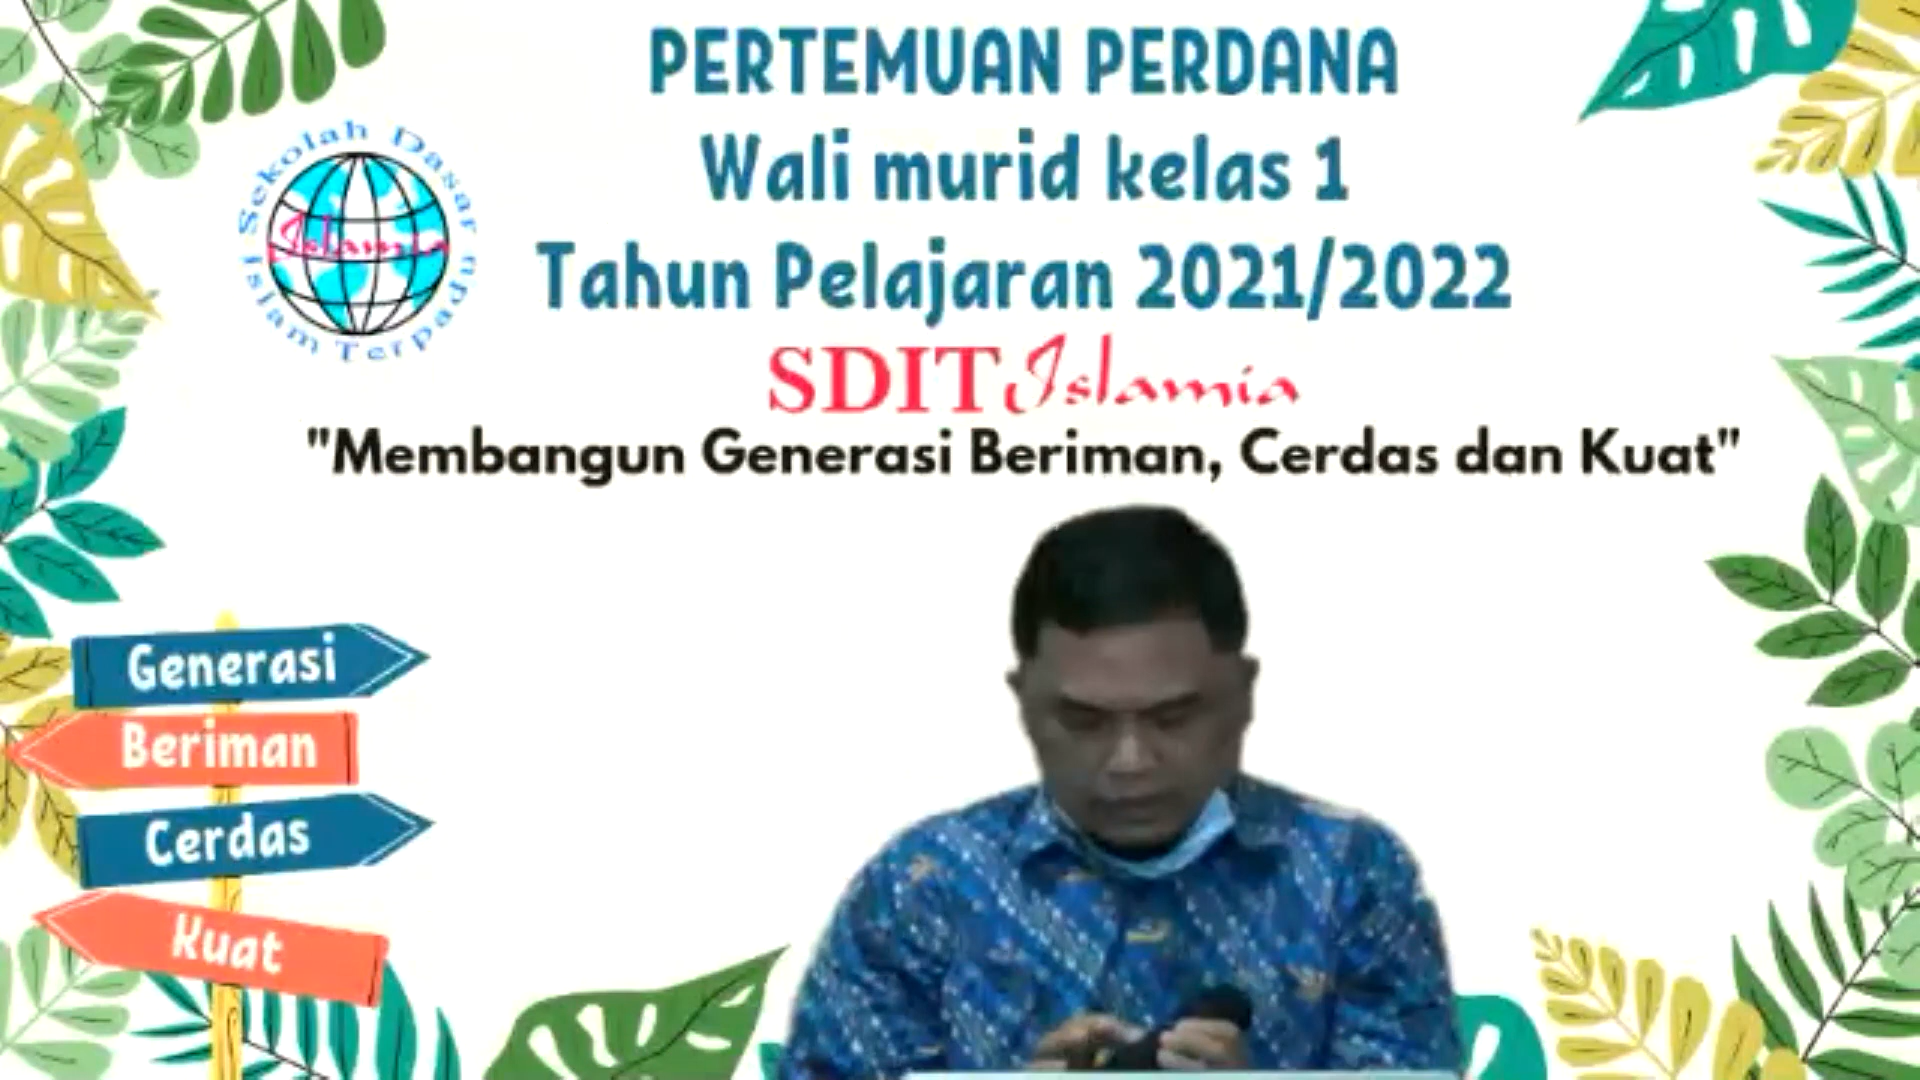 PERTEMUAN PERDANA
Wali murid kelas 1
Tahun Pelajaran 2021/2022
SDIT Islamia
"Membangun Generasi Beriman, Cerdas dan Kuat"
Sekolah Dasar
Islam Terpadu
Islamia
Generasi
Beriman
Cerdas
Kuat